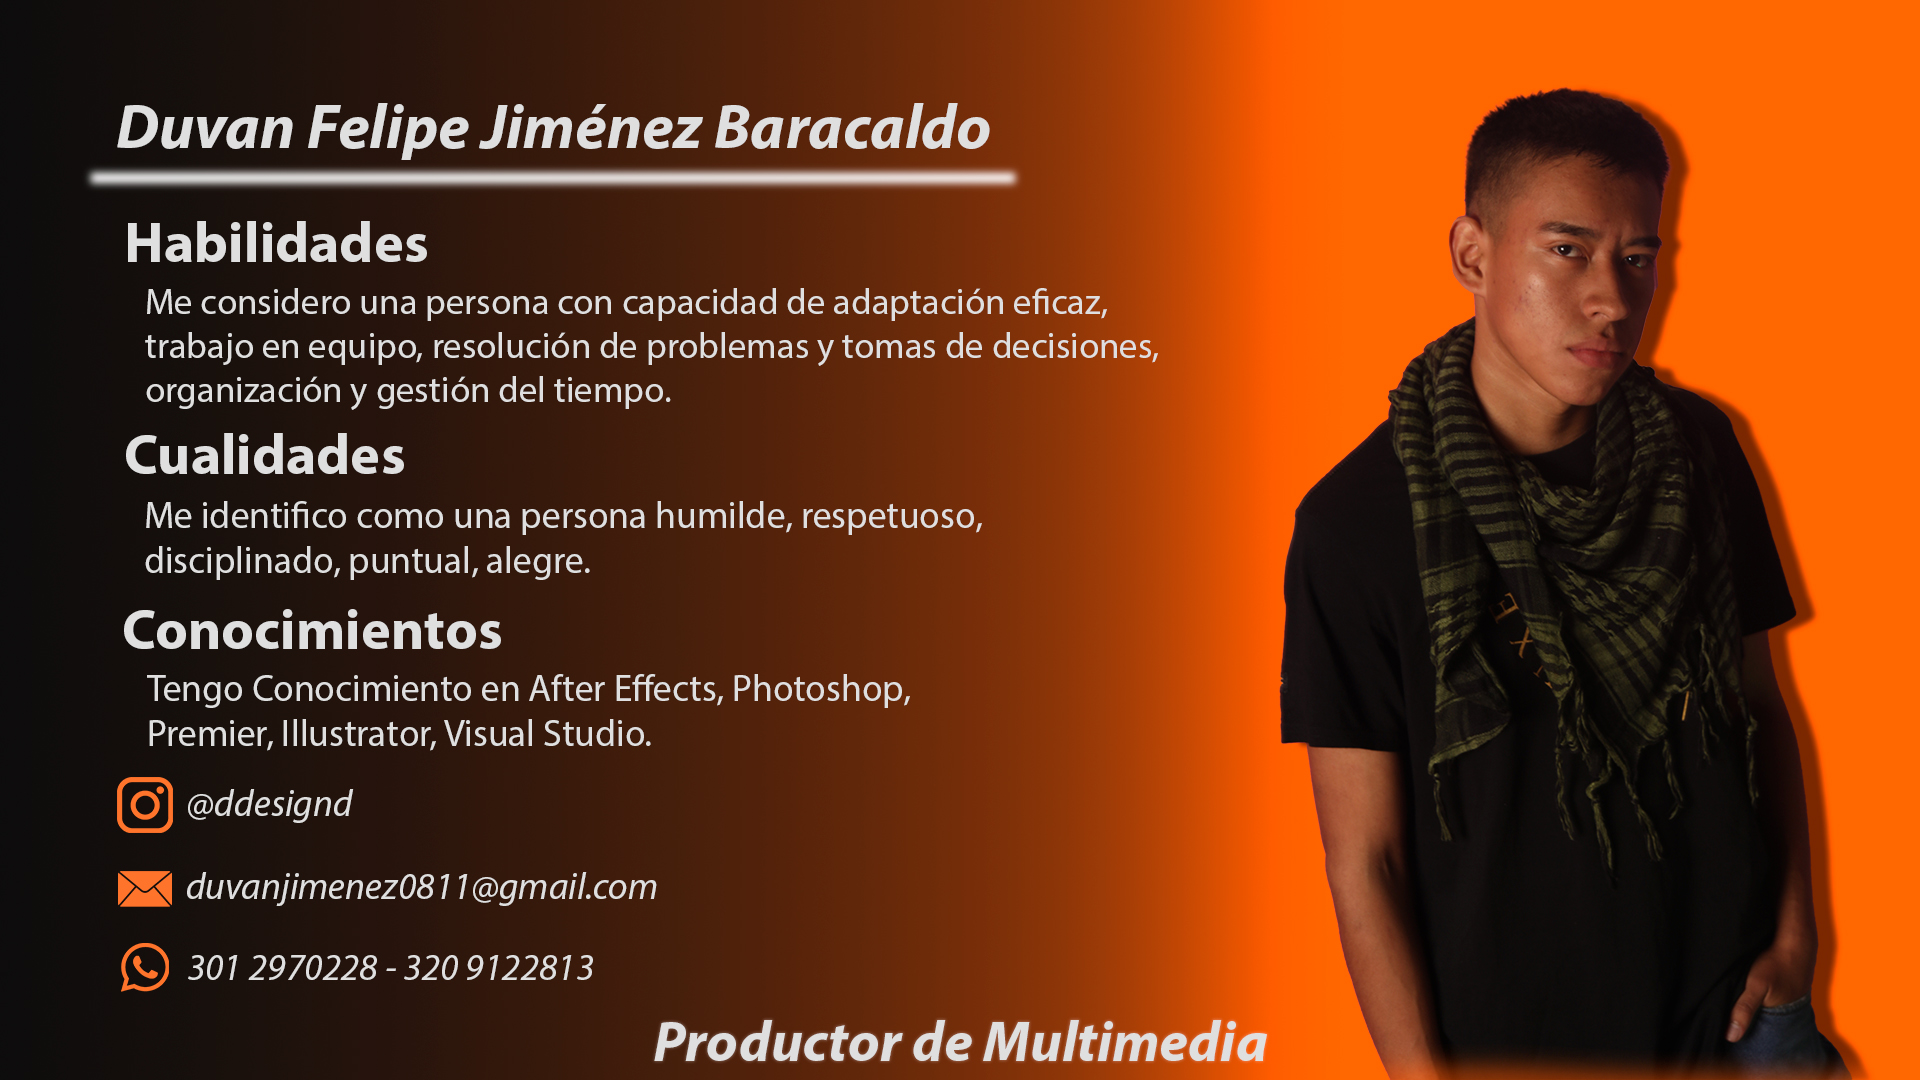 Duvan Felipe Jiménez Baracaldo
Habilidades
Me considero una persona con capacidad de adaptación eficaz,
trabajo en equipo, resolución de problemas y tomas de decisiones,
organización y gestión del tiempo.
Cualidades
Me identifico como una persona humilde, respetuoso,
disciplinado, puntual, alegre.
Conocimientos
Tengo Conocimiento en After Effects, Photoshop,
Premier, Illustrator, Visual Studio.
@ddesignd
duvanjimenez0811@gmail.com
301 2970228 - 320 9122813
Productor de Multimedia